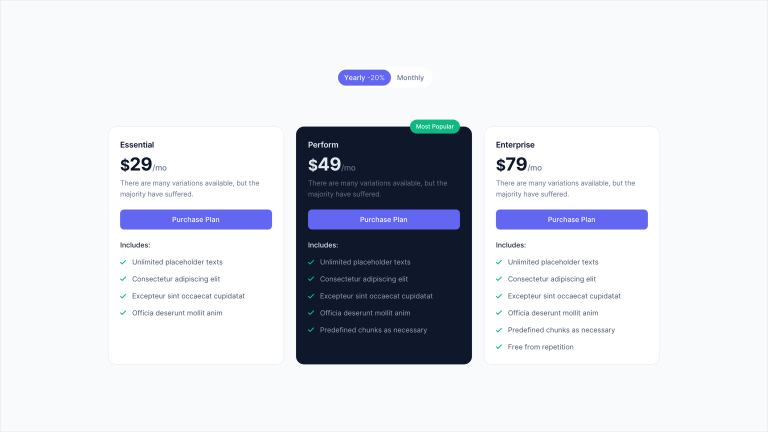 Yearly -20% Monthly
Most Popular
Essential
$29/mo
There are many variations available, but the
majority have suffered.
Purchase Plan
Includes:
Unlimited placeholder texts
Consectetur adipiscing elit
Excepteur sint occaecat cupidatat
Officia deserunt mollit anim
Perform
$49/mo
There are many variations available, but the
majority have suffered.
Purchase Plan
Includes:
Unlimited placeholder texts
Consectetur adipiscing elit
Excepteur sint occaecat cupidatat
Officia deserunt mollit anim
Predefined chunks as necessary
Enterprise
$79/mo
There are many variations available, but the
majority have suffered.
Purchase Plan
Includes:
Unlimited placeholder texts
Consectetur adipiscing elit
Excepteur sint occaecat cupidatat
Officia deserunt mollit anim
Predefined chunks as necessary
Free from repetition